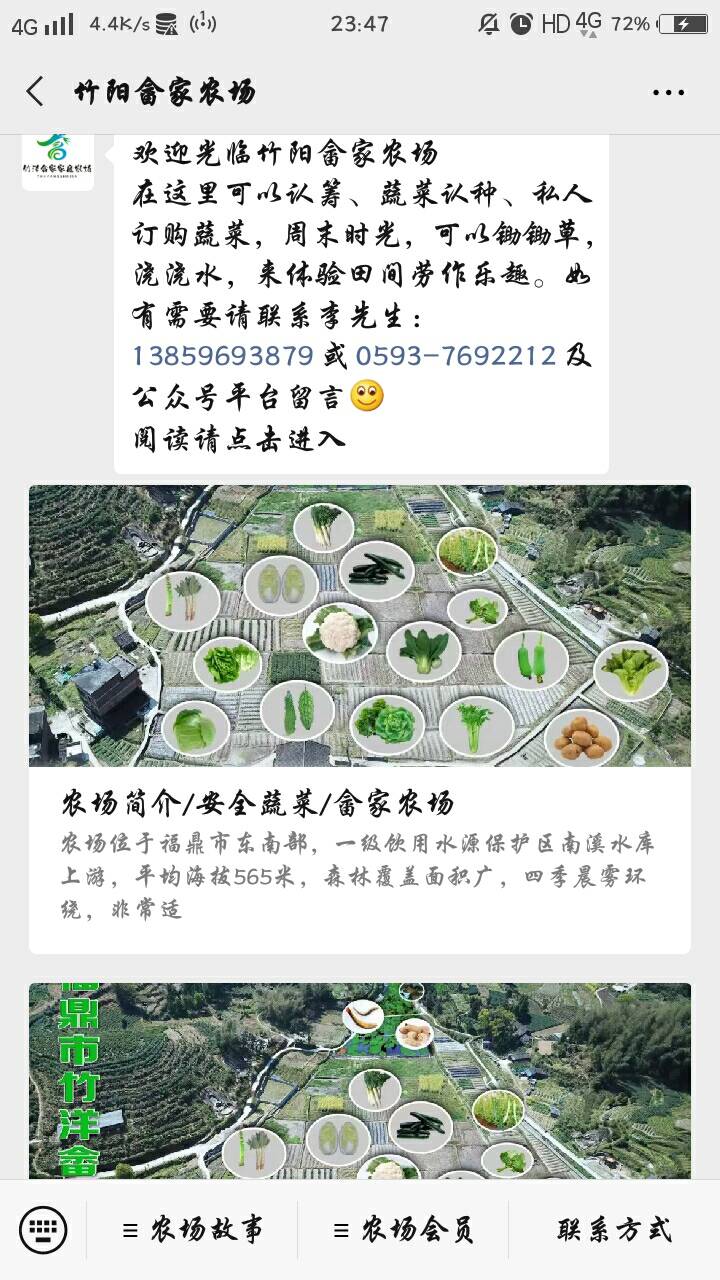 4G 4.4K/s 23:47 HD 4G 72%
竹阳畲家农场
欢迎光临竹阳畲家农场
在这里可以认筹、蔬菜认种、私人
订购蔬菜，周末时光，可以锄锄草，
浇浇水，来体验田间劳作乐趣。如
有需要请联系李先生：
13859693879 或 0593-7692212 及
公众号平台留言
阅读请点击进入
农场简介/安全蔬菜/畲家农场
农场位于福鼎市东南部，一级饮用水源保护区南溪水库
上游，平均海拔565米，森林覆盖面积广，四季晨雾环
绕，非常适
福鼎市竹洋畲
农场故事
农场会员
联系方式